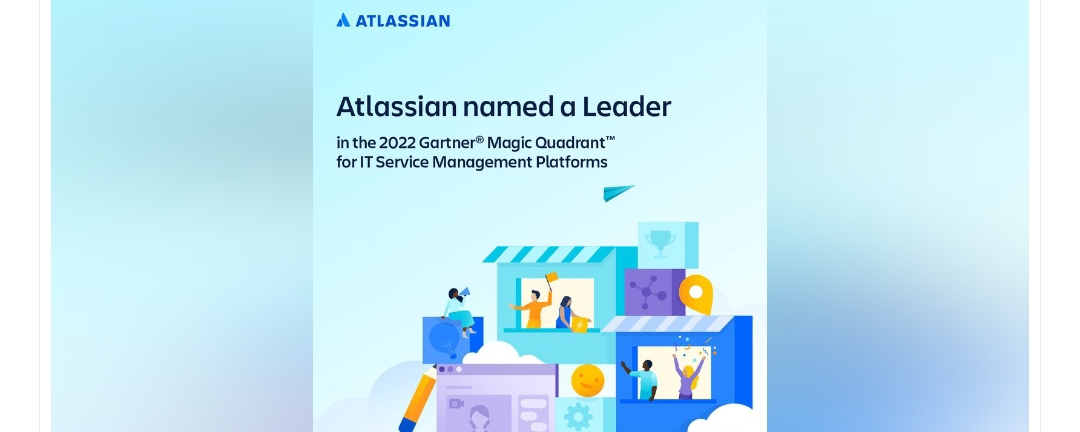 ATLASSIAN
Atlassian named a Leader
in the 2022 Gartner® Magic Quadrant™
for IT Service Management Platforms